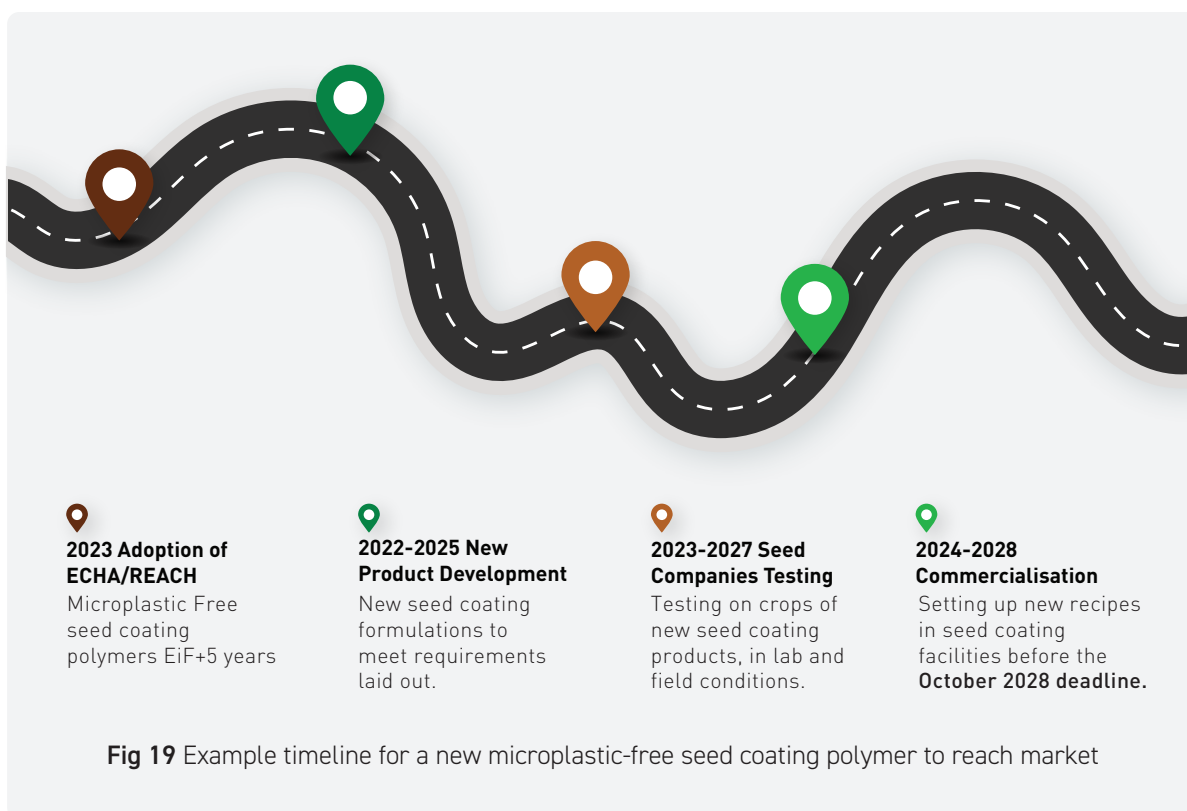 2023 Adoption of
ECHA/REACH
Microplastic Free
seed coating
polymers EiF+5 years
2022-2025 New
Product Development
New seed coating
formulations to
meet requirements
laid out.
2023-2027 Seed
Companies Testing
Testing on crops of
new seed coating
products, in lab and
field conditions.
2024-2028
Commercialisation
Setting up new recipes
in seed coating
facilities before the
October 2028 deadline.
Fig 19 Example timeline for a new microplastic-free seed coating polymer to reach market